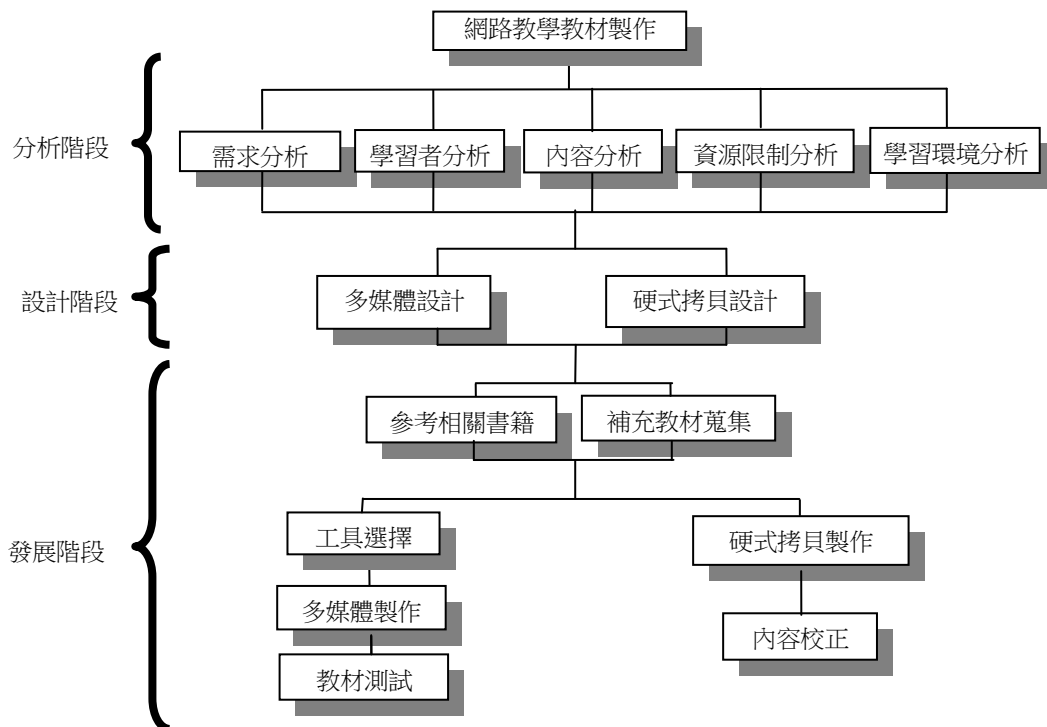 網路教學教材製作
分析階段
需求分析
學習者分析
內容分析
資源限制分析
學習環境分析
設計階段
多媒體設計
硬式拷貝設計
發展階段
參考相關書籍
補充教材蒐集
工具選擇
硬式拷貝製作
多媒體製作
內容校正
教材測試